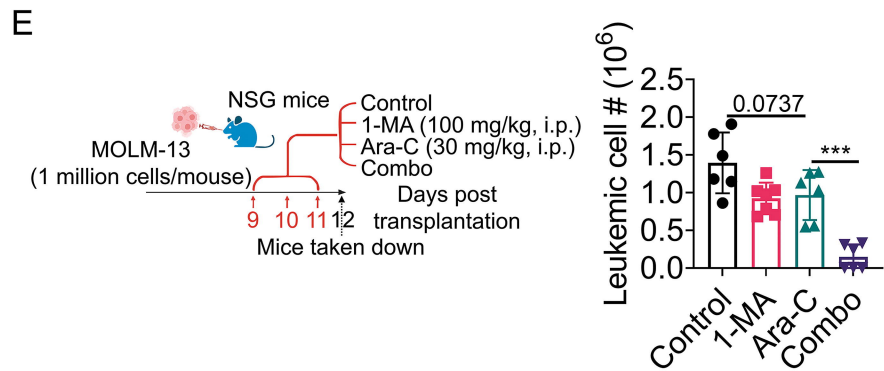 E
NSG mice
MOLM-13
(1 million cells/mouse)
Control
1-MA (100 mg/kg, i.p.)
Ara-C (30 mg/kg, i.p.)
Combo
9 10 11 12
Days post
transplantation
Mice taken down
Leukemic cell # (10⁶)
2.5
2.0
1.5
1.0
0.5
0.0
0.0737
***
Control
1-MA
Ara-C
Combo